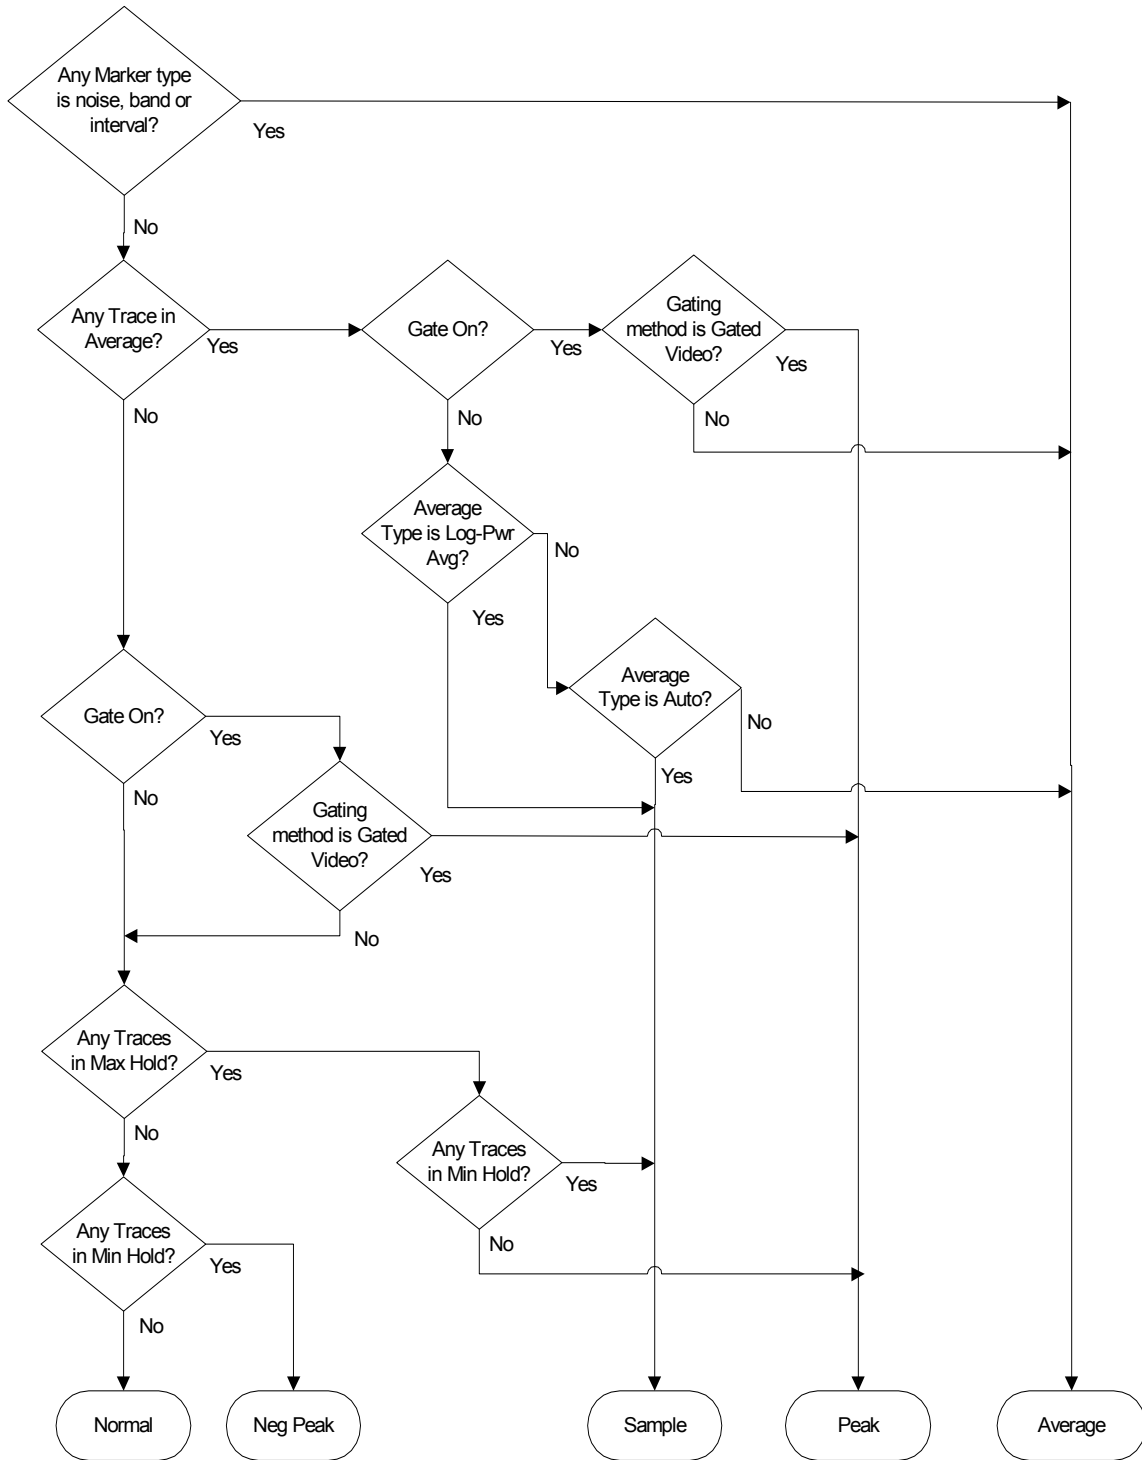 Any Marker type
is noise, band or
interval?
Yes
No
Any Trace in
Average?
Yes
No
Gate On?
Yes
No
Gating
method is Gated
Video?
Yes
No
Average
Type is Log-Pwr
Avg?
No
Yes
Average
Type is Auto?
No
Yes
Gate On?
Yes
No
Gating
method is Gated
Video?
Yes
No
Any Traces
in Max Hold?
Yes
No
Any Traces
in Min Hold?
Yes
No
Any Traces
in Min Hold?
Yes
No
Normal
Neg Peak
Sample
Peak
Average